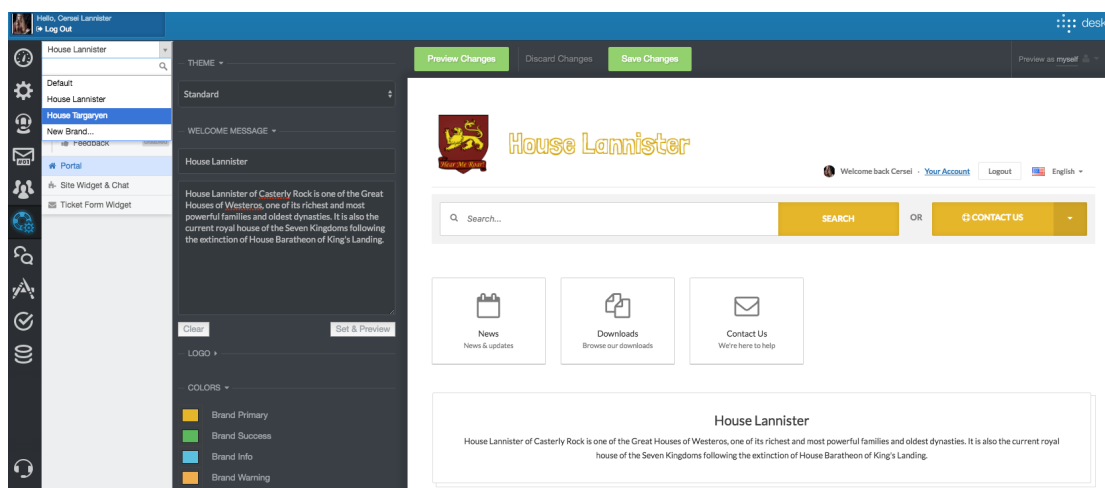 Hello, Cersei Lannister
Log Out
desk
House Lannister
Default
House Lannister
House Targaryen
New Brand...
Feedback
Portal
Site Widget & Chat
Ticket Form Widget
THEME
Standard
WELCOME MESSAGE
House Lannister
House Lannister of Casterly Rock is one of the Great
Houses of Westeros, one of its richest and most
powerful families and oldest dynasties. It is also the
current royal house of the Seven Kingdoms following
the extinction of House Baratheon of King's Landing.
Clear
Set & Preview
LOGO
COLORS
Brand Primary
Brand Success
Brand Info
Brand Warning
Preview Changes
Discard Changes
Save Changes
Preview as myself
Hear Me Roar!
House Lannister
Welcome back Cersei
Your Account
Logout
English
Search...
SEARCH
OR
CONTACT US
News
News & updates
Downloads
Browse our downloads
Contact Us
We're here to help
House Lannister
House Lannister of Casterly Rock is one of the Great Houses of Westeros, one of its richest and most powerful families and oldest dynasties. It is also the current royal
house of the Seven Kingdoms following the extinction of House Baratheon of King's Landing.